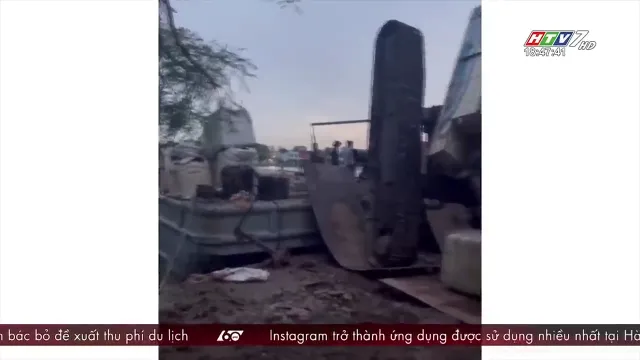 HTV7 HD
18:47:41
n bác bỏ đề xuất thu phí du lịch 60 Instagram trở thành ứng dụng được sử dụng nhiều nhất tại Hà